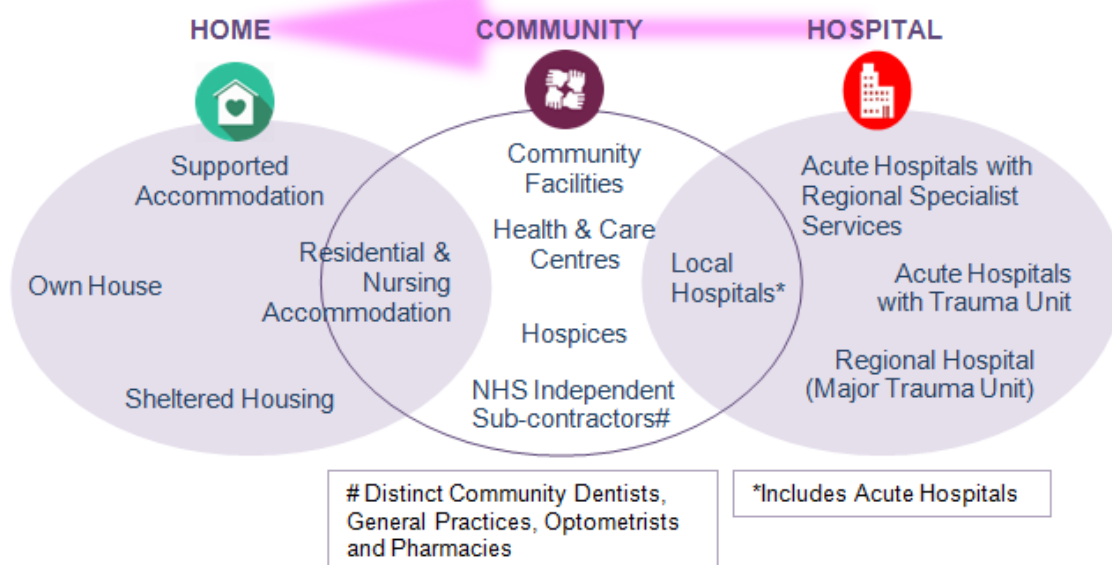 HOME
COMMUNITY
HOSPITAL
Supported
Accommodation
Own House
Sheltered Housing
Residential &
Nursing
Accommodation
Community
Facilities
Health & Care
Centres
Hospices
NHS Independent
Sub-contractors#
Local
Hospitals*
Acute Hospitals with
Regional Specialist
Services
Acute Hospitals
with Trauma Unit
Regional Hospital
(Major Trauma Unit)
# Distinct Community Dentists,
General Practices, Optometrists
and Pharmacies
*Includes Acute Hospitals